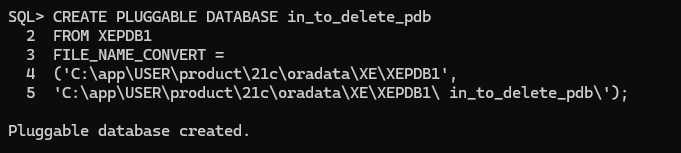 SQL> CREATE PLUGGABLE DATABASE in_to_delete_pdb
2 FROM XEPDB1
3 FILE_NAME_CONVERT =
4 ('C:\app\USER\product\21c\oradata\XE\XEPDB1',
5 'C:\app\USER\product\21c\oradata\XE\XEPDB1\ in_to_delete_pdb\');
Pluggable database created.